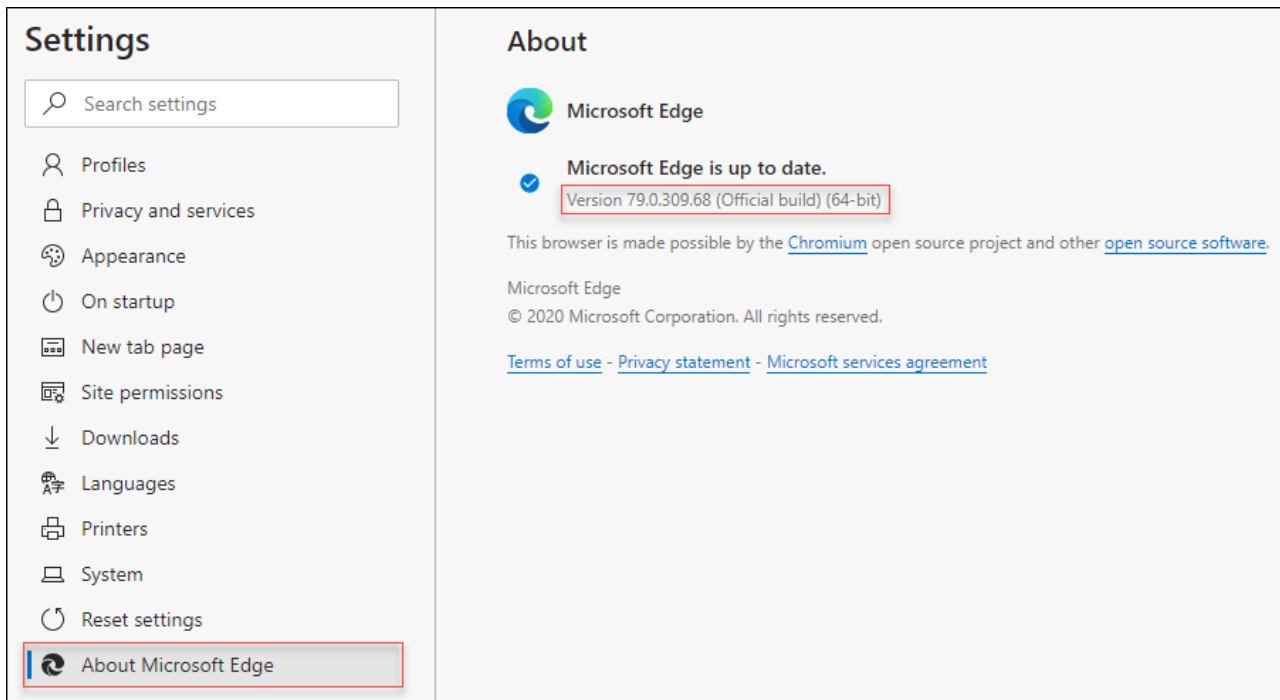 Settings
Search settings
Profiles
Privacy and services
Appearance
On startup
New tab page
Site permissions
Downloads
Languages
Printers
System
Reset settings
About Microsoft Edge
About
Microsoft Edge
Microsoft Edge is up to date.
Version 79.0.309.68 (Official build) (64-bit)
This browser is made possible by the Chromium open source project and other open source software.
Microsoft Edge
© 2020 Microsoft Corporation. All rights reserved.
Terms of use - Privacy statement - Microsoft services agreement